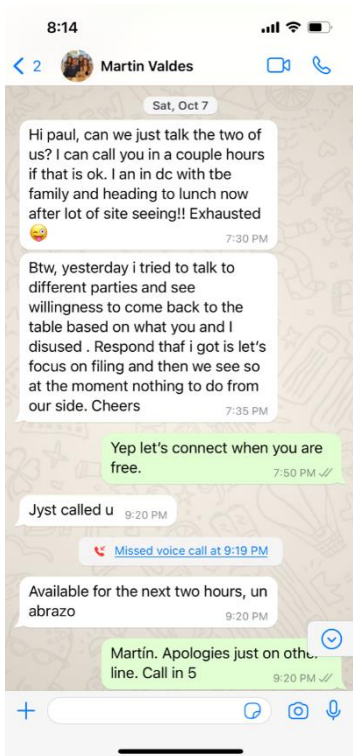 8:14
2
Martin Valdes
Sat, Oct 7
Hi paul, can we just talk the two of
us? I can call you in a couple hours
if that is ok. I an in dc with tbe
family and heading to lunch now
after lot of site seeing!! Exhausted
😜
7:30 PM
Btw, yesterday i tried to talk to
different parties and see
willingness to come back to the
table based on what you and I
disused . Respond thaf i got is let's
focus on filing and then we see so
at the moment nothing to do from
our side. Cheers
7:35 PM
Yep let's connect when you are
free.
7:50 PM
Jyst called u
9:20 PM
Missed voice call at 9:19 PM
Available for the next two hours, un
abrazo
9:20 PM
Martín. Apologies just on othe
line. Call in 5
9:20 PM